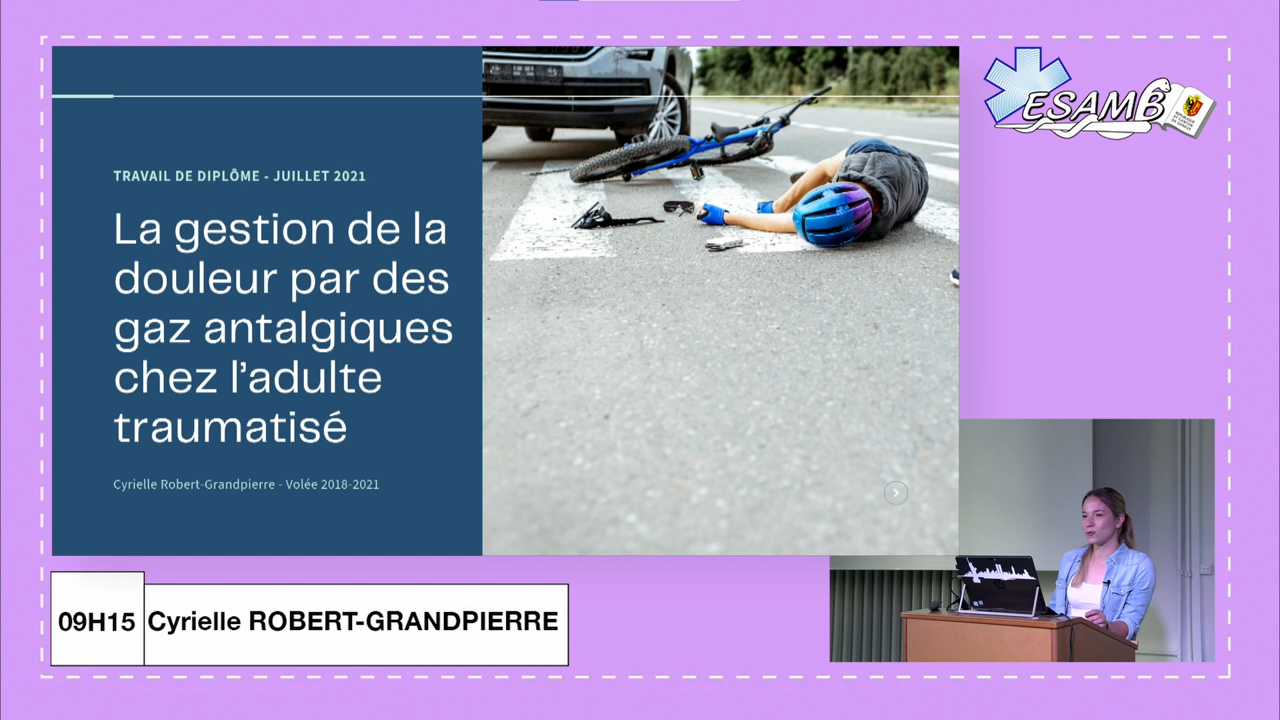 TRAVAIL DE DIPLÔME - JUILLET 2021
La gestion de la
douleur par des
gaz antalgiques
chez l'adulte
traumatisé
Cyrielle Robert-Grandpierre - Volée 2018-2021
ESAMB
09H15
Cyrielle ROBERT-GRANDPIERRE